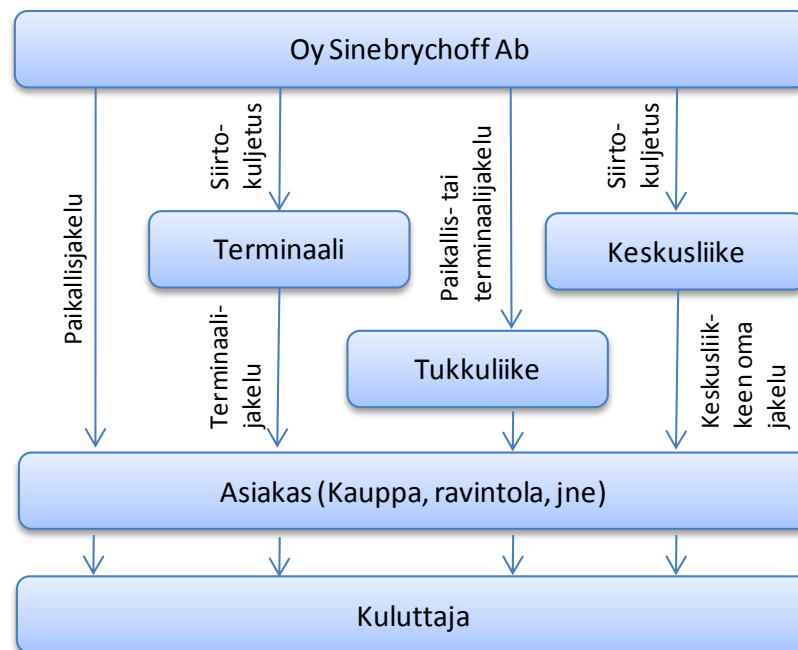 Oy Sinebrychoff Ab
Paikallisjakelu
Siirto-
kuljetus
Paikallis- tai
terminaalijakelu
Siirto-
kuljetus
Terminaali
Keskusliike
Terminaali-
jakelu
Tukkuliike
Keskusliik-
keen oma
jakelu
Asiakas (Kauppa, ravintola, jne)
Kuluttaja